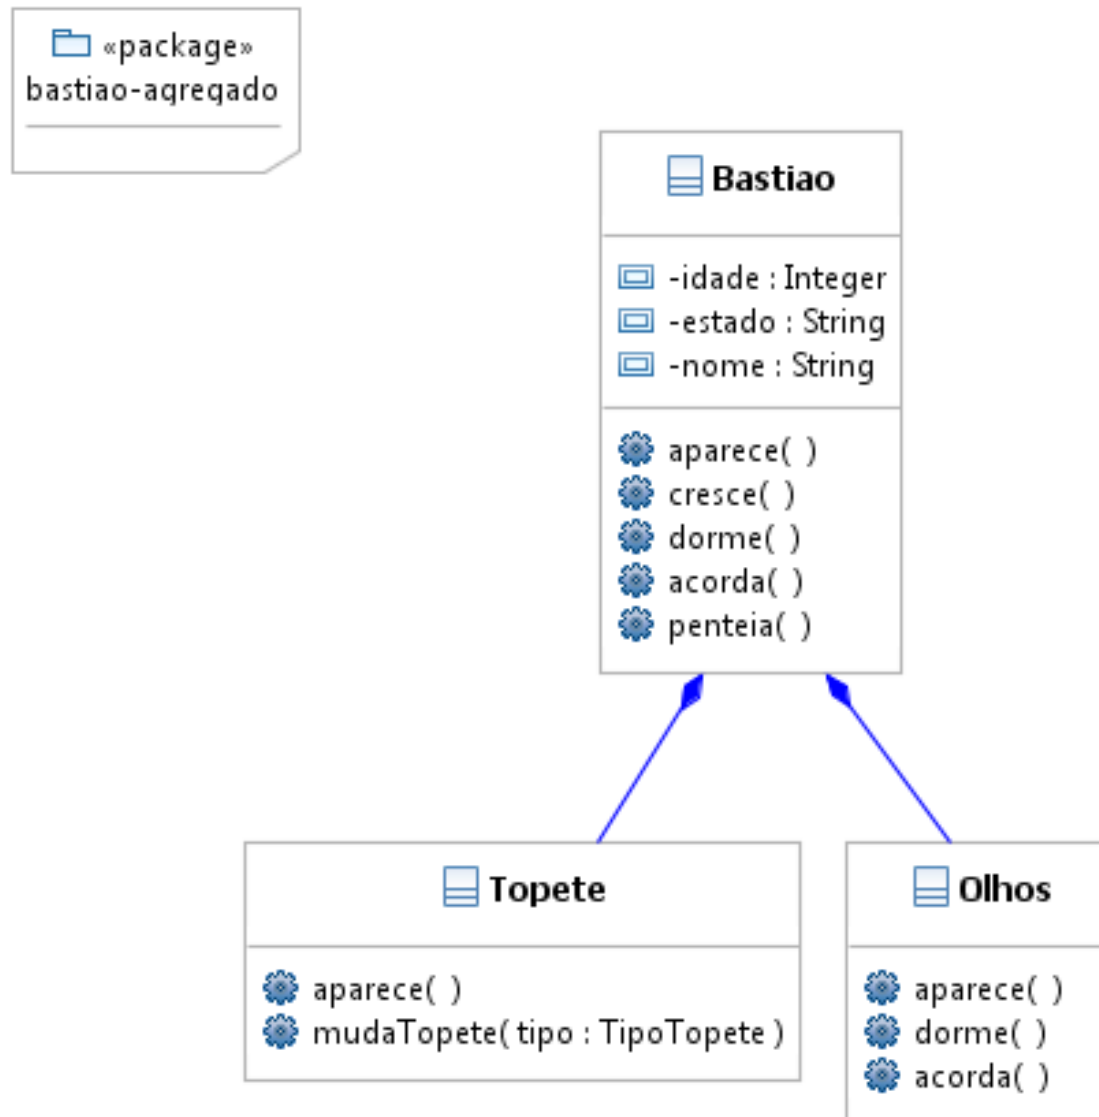 «package»
bastiao-agregado
Bastiao
-idade : Integer
-estado : String
-nome : String
aparece( )
cresce( )
dorme( )
acorda( )
penteia( )
Topete
aparece( )
mudaTopete( tipo : TipoTopete )
Olhos
aparece( )
dorme( )
acorda( )